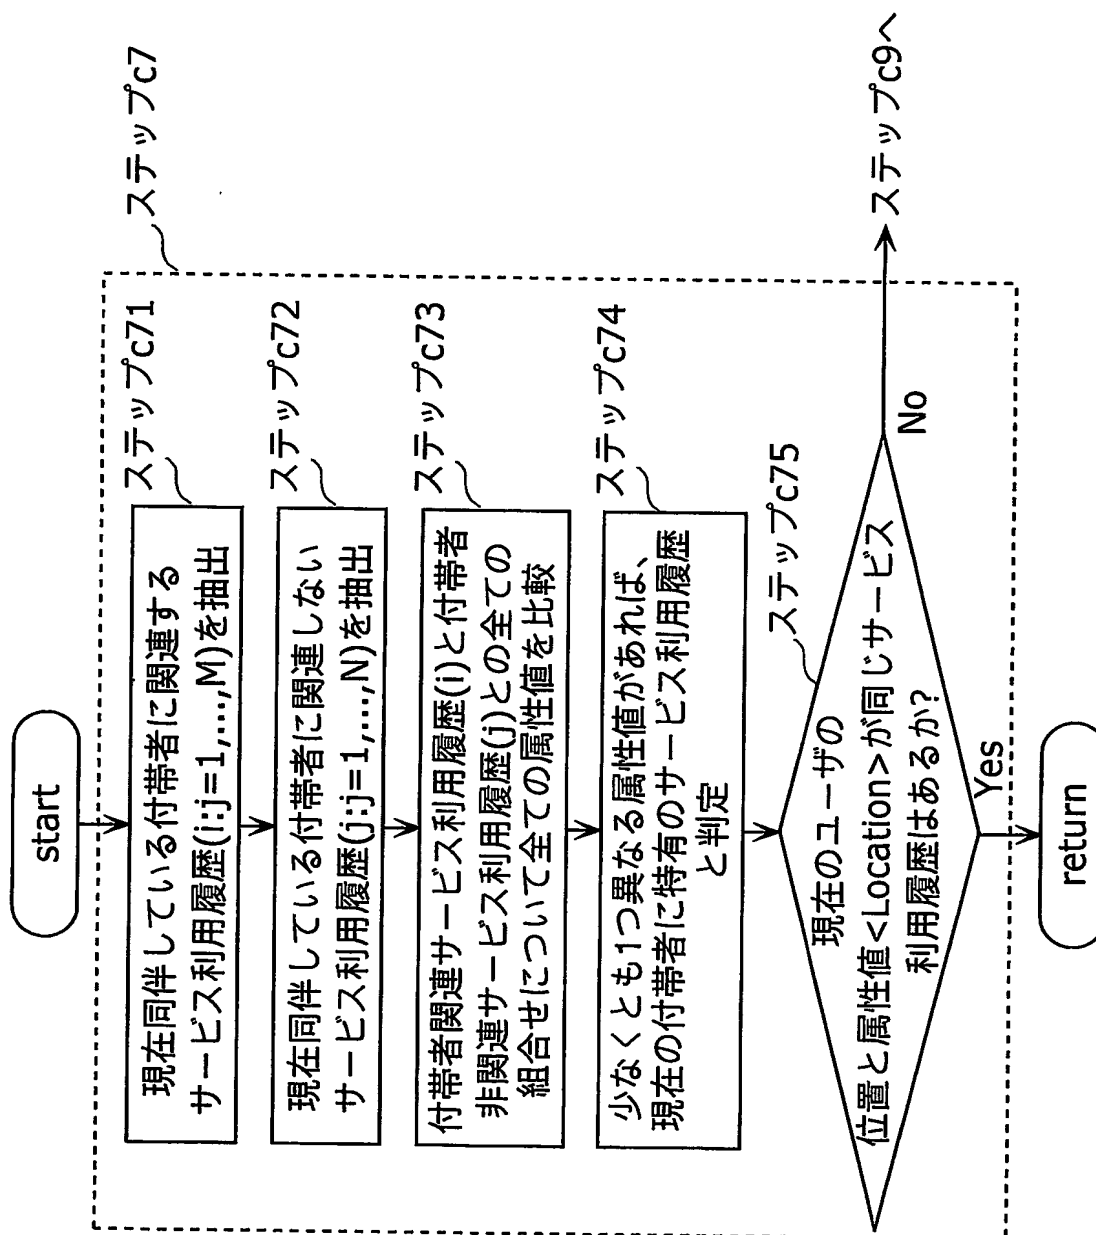 start
ステップc7
ステップc71
現在同伴している付帯者に関連する
サービス利用履歴(i:j=1,...,M)を抽出
ステップc72
現在同伴している付帯者に関連しない
サービス利用履歴(j:j=1,...,N)を抽出
ステップc73
付帯者関連サービス利用履歴(i)と付帯者
非関連サービス利用履歴(j)との全ての
組合せについて全ての属性値を比較
ステップc74
少なくとも1つ異なる属性値があれば、
現在の付帯者に特有のサービス利用履歴
と判定
ステップc75
現在のユーザの
位置と属性値<Location>が同じサービス
利用履歴はあるか?
No
ステップc9へ
Yes
return